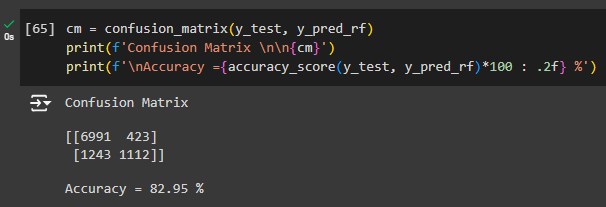 [65] cm = confusion_matrix(y_test, y_pred_rf)
print(f'Confusion Matrix \n\n{cm}')
print(f'\nAccuracy ={accuracy_score(y_test, y_pred_rf)*100 : .2f} %')
0s
Confusion Matrix
[[6991 423]
[1243 1112]]
Accuracy = 82.95 %